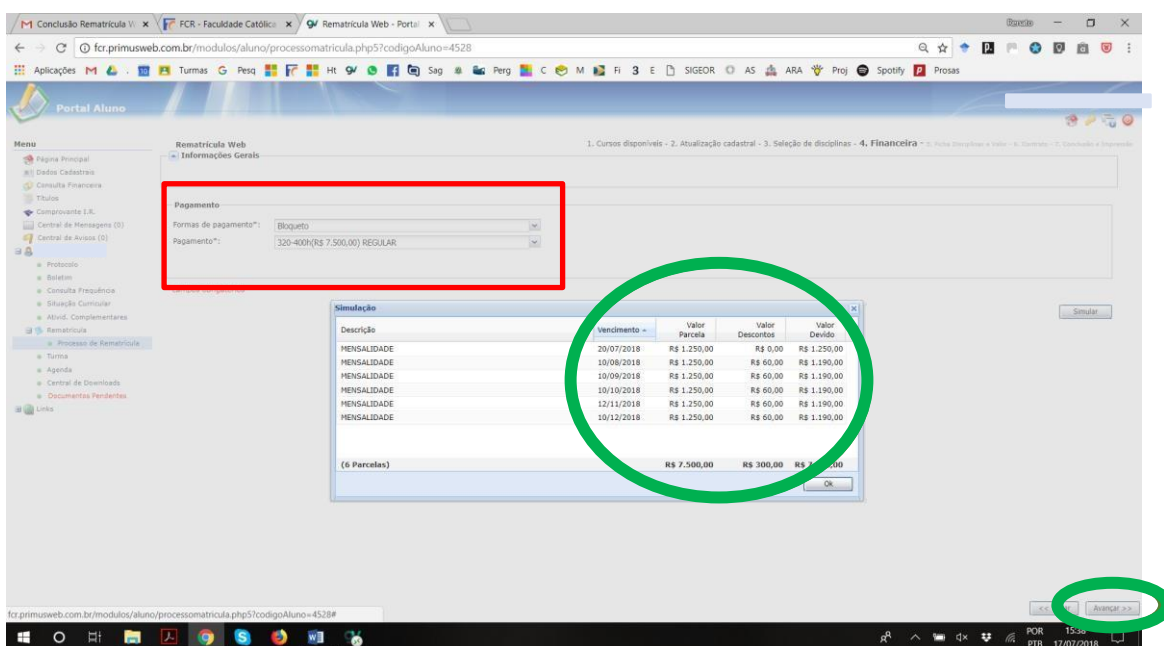 Conclusão Rematrícula V
FCR - Faculdade Católic
Rematrícula Web - Porta
fcr.primusweb.com.br/modulos/aluno/processomatricula.php5?codigoAluno=4528
Aplicações
Turmas
Pesq
Ht
Sag
Perg
C
M
Fi
3
E
SIGEOR
AS
ARA
Proj
Spotify
Prosas
Portal Aluno
Menu
Página Principal
Dados Cadastrais
Consulta Financeira
Títulos
Comprovante I.R.
Central de Mensagens (0)
Central de Avisos (0)
Protocolo
Boletim
Consulta Frequência
Situação Curricular
Ativid. Complementares
Rematrícula
Processo de Rematrícula
Turma
Agenda
Central de Downloads
Documentos Pendentes
Links
Rematrícula Web
1. Cursos disponíveis - 2. Atualização cadastral - 3. Seleção de disciplinas - 4. Financeira -
Informações Gerais
Pagamento
Formas de pagamento*: Bloqueto
Pagamento*: 320-400h(R$ 7.500,00) REGULAR
Simular
Simulação
Descrição Vencimento Valor Parcela Valor Descontos Valor Devido
MENSALIDADE 20/07/2018 R$ 1.250,00 R$ 0,00 R$ 1.250,00
MENSALIDADE 10/08/2018 R$ 1.250,00 R$ 60,00 R$ 1.190,00
MENSALIDADE 10/09/2018 R$ 1.250,00 R$ 60,00 R$ 1.190,00
MENSALIDADE 10/10/2018 R$ 1.250,00 R$ 60,00 R$ 1.190,00
MENSALIDADE 12/11/2018 R$ 1.250,00 R$ 60,00 R$ 1.190,00
MENSALIDADE 10/12/2018 R$ 1.250,00 R$ 60,00 R$ 1.190,00
(6 Parcelas) R$ 7.500,00 R$ 300,00
Ok
Avançar >>
fcr.primusweb.com.br/modulos/aluno/processomatricula.php5?codigoAluno=4528#
POR
PTB
17/07/2018